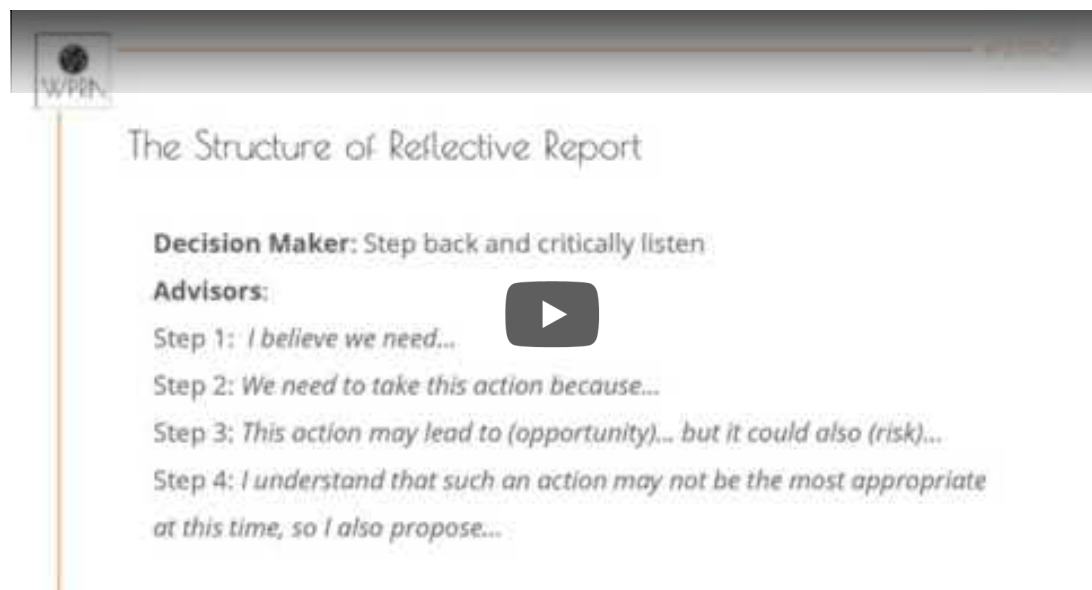 WPRN
The Structure of Reflective Report
Decision Maker: Step back and critically listen
Advisors:
Step 1: I believe we need...
Step 2: We need to take this action because...
Step 3: This action may lead to (opportunity)... but it could also (risk)...
Step 4: I understand that such an action may not be the most appropriate
at this time, so I also propose...